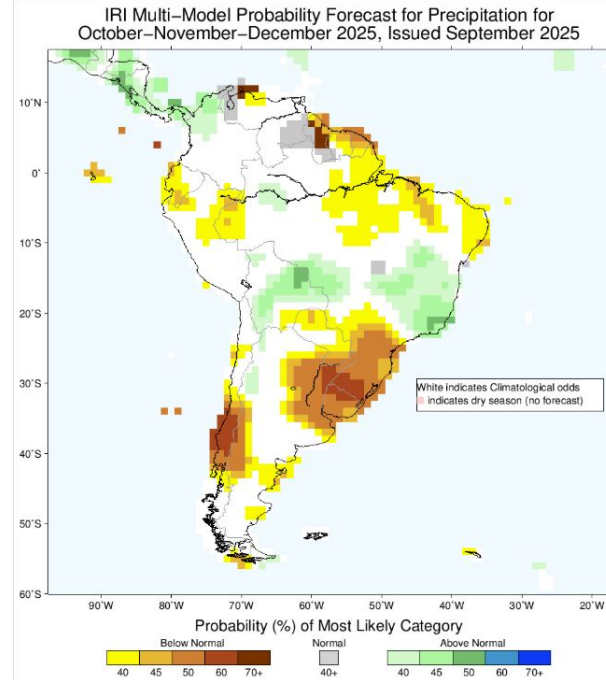 IRI Multi-Model Probability Forecast for Precipitation for
October-November-December 2025, Issued September 2025
10˚N
0˚
10˚S
20˚S
30˚S
White indicates Climatological odds
indicates dry season (no forecast)
40˚S
50˚S
60˚S
90˚W 80˚W 70˚W 60˚W 50˚W 40˚W 30˚W 20˚W
Probability (%) of Most Likely Category
Below Normal Normal Above Normal
40 45 50 60 70+ 40+ 40 45 50 60 70+